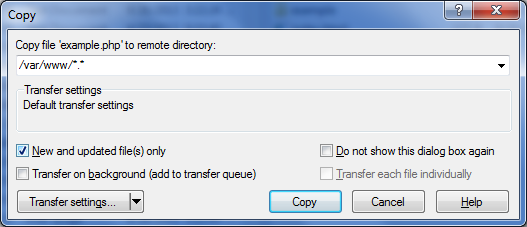 Copy
Copy file 'example.php' to remote directory:
/var/www/*.*
Transfer settings
Default transfer settings
New and updated file(s) only
Do not show this dialog box again
Transfer on background (add to transfer queue)
Transfer each file individually
Transfer settings...
Copy
Cancel
Help